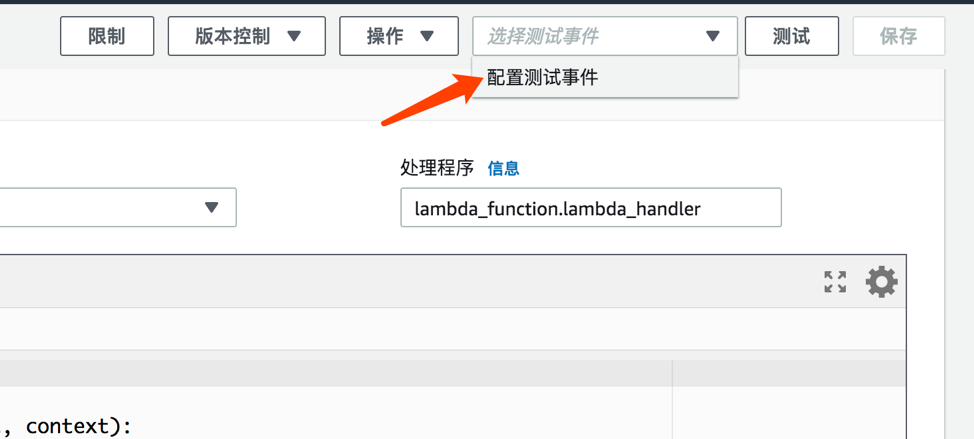 限制 版本控制 操作 选择测试事件 测试 保存
配置测试事件
处理程序 信息
lambda_function.lambda_handler
, context):